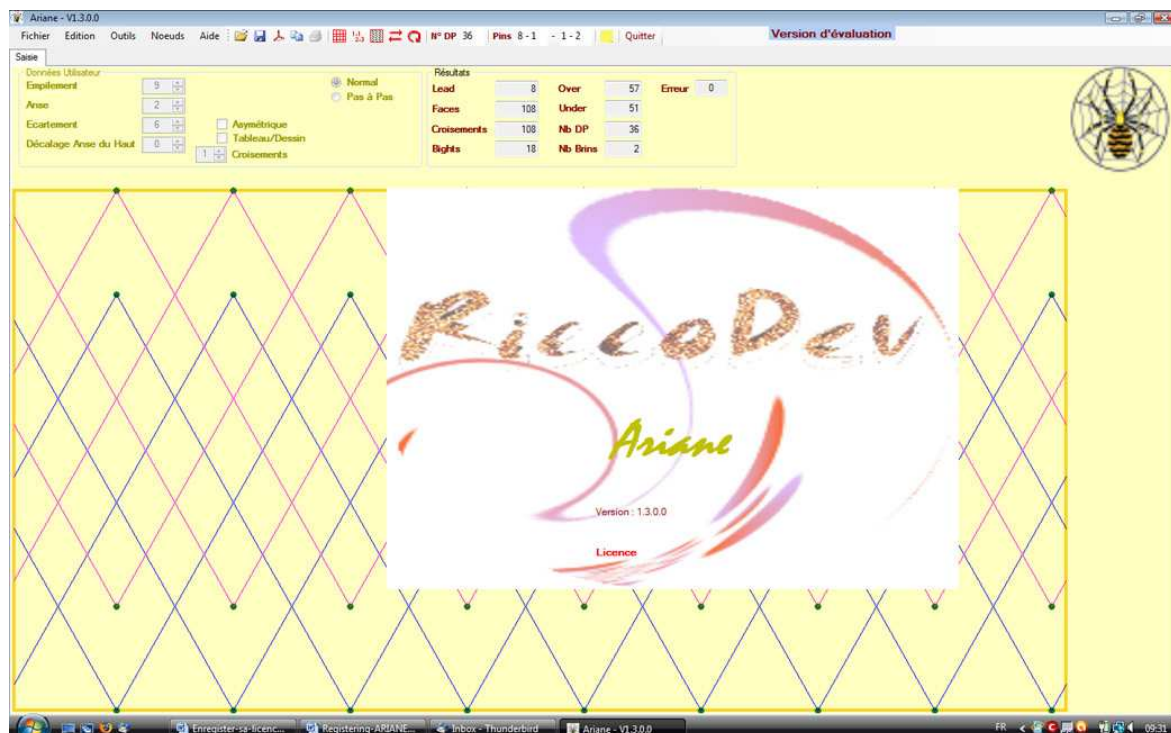 Ariane - V1.3.0.0
Fichier Edition Outils Noeuds Aide N° DP 36 Pins 8 - 1 - 1 - 2 Quitter Version d'évaluation
Saisie
Données Utilisateur
Empilement 9
Anse 2
Ecartement 6
Décalage Anse du Haut 0
Normal
Pas à Pas
Asymétrique
Tableau/Dessin
1 Croisements
Résultats
Lead 8 Over 57 Erreur 0
Faces 108 Under 51
Croisements 108 Nb DP 36
Bights 18 Nb Brins 2
RiccoDev
Ariane
Version : 1.3.0.0
Licence
Enregister-sa-licenc... Registering-ARIANE... Inbox - Thunderbird Ariane - V1.3.0.0 FR 09:31